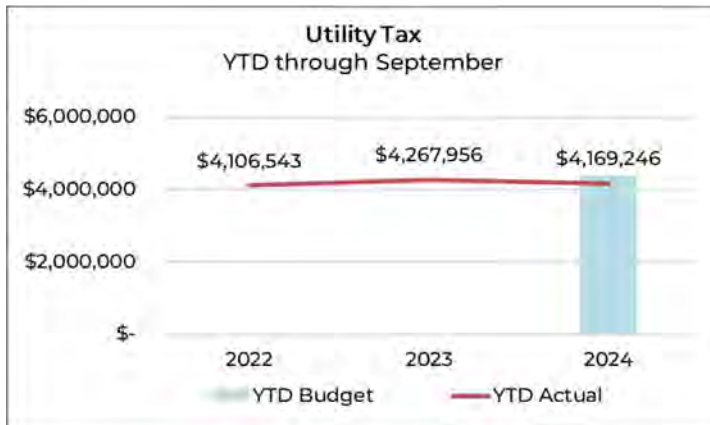 Utility Tax
YTD through September
$6,000,000
$4,106,543
$4,267,956
$4,169,246
$4,000,000
$2,000,000
$-
2022
2023
2024
YTD Budget
YTD Actual